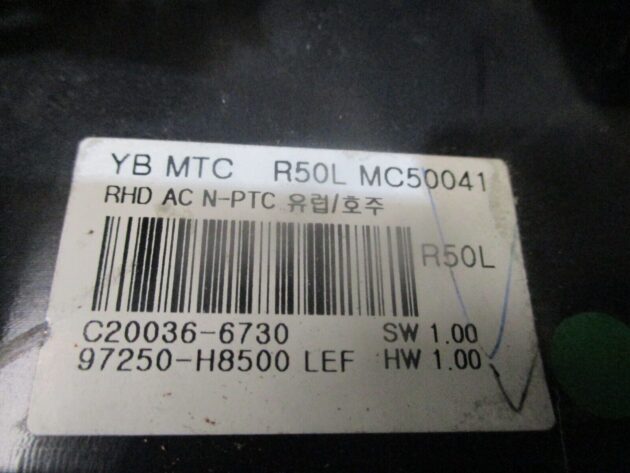 YB MTC R50L MC50041
RHD AC N-PTC 유럽/호주
R50L
C20036-6730 SW 1.00
97250-H8500 LEF HW 1.00